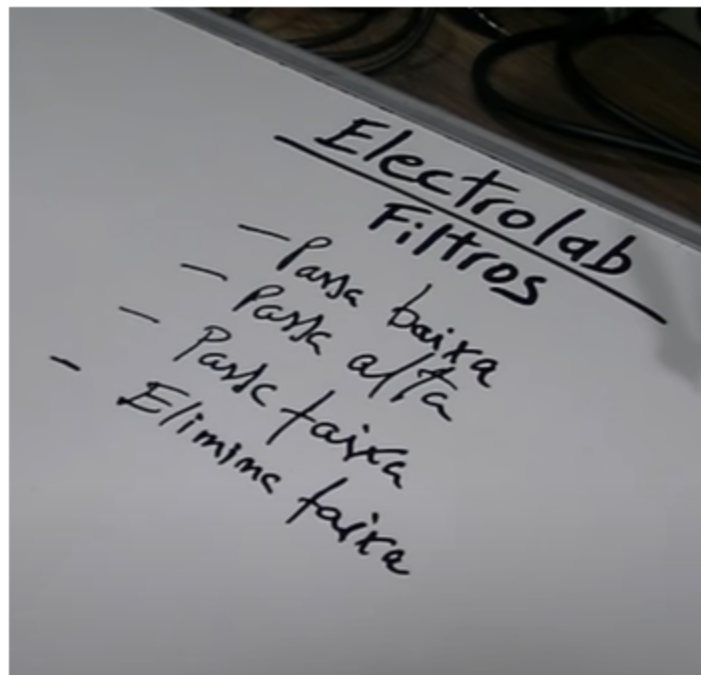 Electrolab
Filtros
- Passa baixa
- Passa alta
- Passa faixa
- Elimina faixa